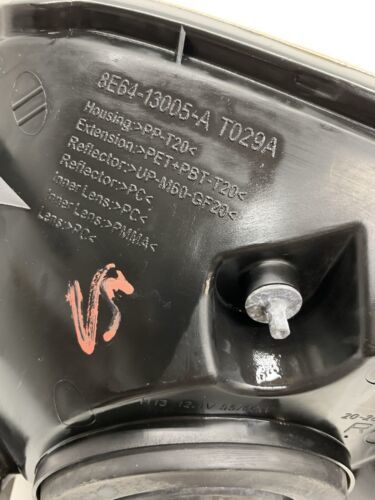 8E64-13005-A T029A
Housing:>PP-T20<
Extension:>PET+PBT-T20<
Reflector:>UP-M60-GF20<
Reflector:>PC<
Inner Lens:>PC<
Inner Lens:>PMMA<
Lens:>PC<
VS